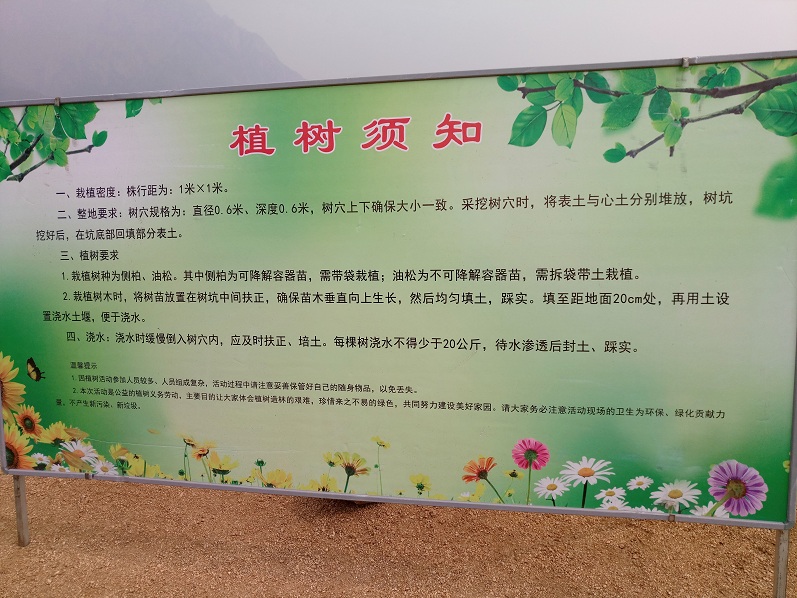 植树须知
一、栽植密度：株行距为：1米×1米。
二、整地要求：树穴规格为：直径0.6米、深度0.6米，树穴上下确保大小一致。采挖树穴时，将表土与心土分别堆放，树坑
挖好后，在坑底部回填部分表土。
三、植树要求
1.栽植树种为侧柏、油松。其中侧柏为可降解容器苗，需带袋栽植；油松为不可降解容器苗，需拆袋带土栽植。
2.栽植树木时，将树苗放置在树坑中间扶正，确保苗木垂直向上生长，然后均匀填土，踩实。填至距地面20cm处，再用土设
置浇水土堰，便于浇水。
四、浇水：浇水时缓慢倒入树穴内，应及时扶正、培土。每棵树浇水不得少于20公斤，待水渗透后封土、踩实。
温馨提示
1.因植树活动参加人员较多、人员组成复杂，活动过程中请注意妥善保管好自己的随身物品，以免丢失。
2.本次活动是公益的植树义务劳动，主要目的让大家体会植树造林的艰难，珍惜来之不易的绿色，共同努力建设美好家园。请大家务必注意活动现场的卫生为环保、绿化贡献力
量。不产生新污染、新垃圾。